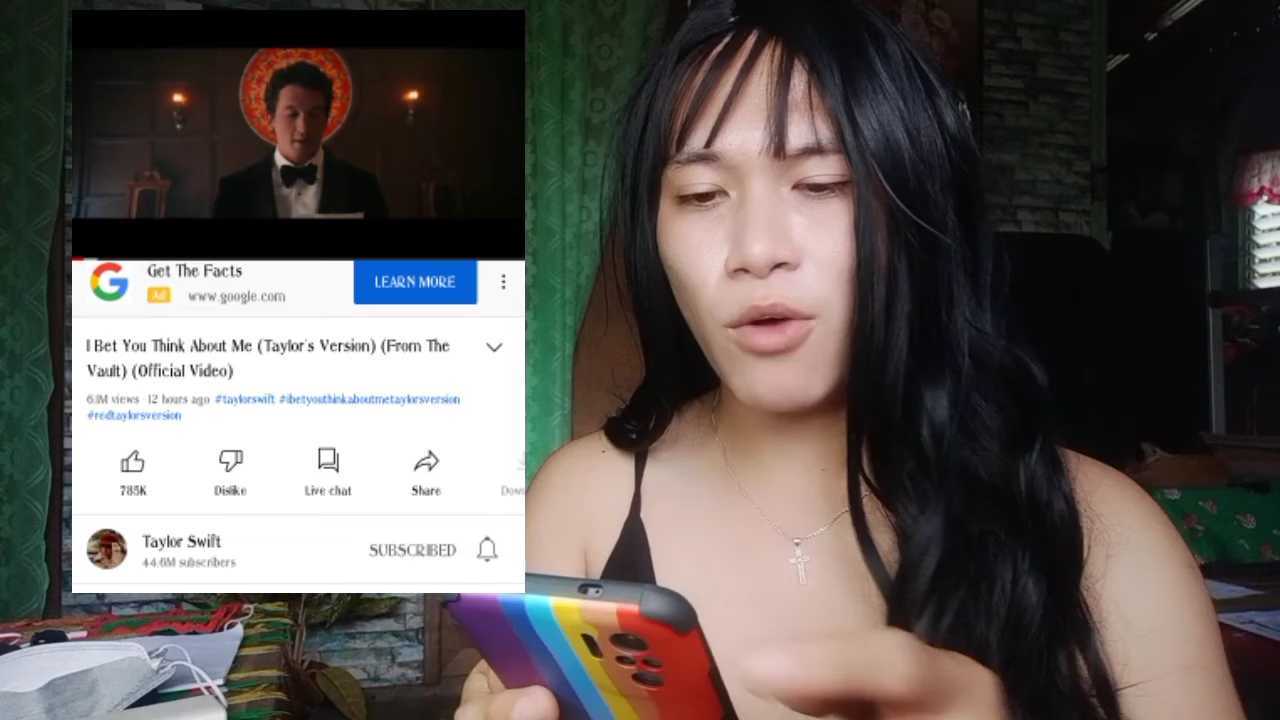 Get The Facts
LEARN MORE
Ad www.google.com
I Bet You Think About Me (Taylor's Version) (From The
Vault) (Official Video)
6.1M views · 12 hours ago #taylorswift #ibetyouthinkaboutmetaylorsversion
#redtaylorsversion
785K Dislike Live chat Share
Taylor Swift
SUBSCRIBED
44.6M subscribers